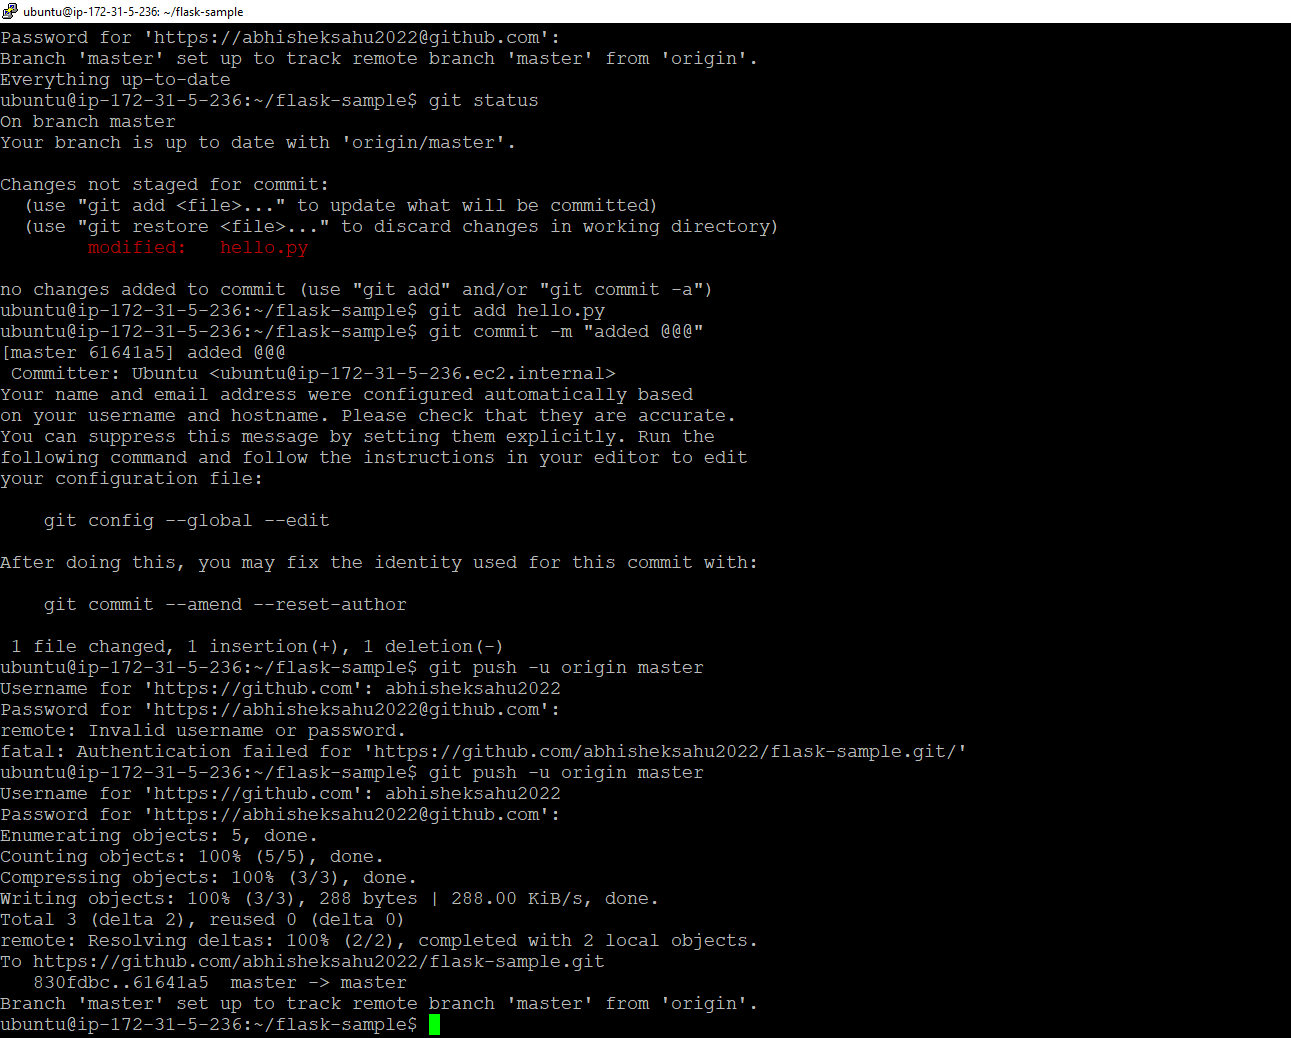 ubuntu@ip-172-31-5-236: ~/flask-sample
Password for 'https://abhisheksahu2022@github.com':
Branch 'master' set up to track remote branch 'master' from 'origin'.
Everything up-to-date
ubuntu@ip-172-31-5-236:~/flask-sample$ git status
On branch master
Your branch is up to date with 'origin/master'.

Changes not staged for commit:
  (use "git add <file>..." to update what will be committed)
  (use "git restore <file>..." to discard changes in working directory)
        modified:   hello.py

no changes added to commit (use "git add" and/or "git commit -a")
ubuntu@ip-172-31-5-236:~/flask-sample$ git add hello.py
ubuntu@ip-172-31-5-236:~/flask-sample$ git commit -m "added @@@"
[master 61641a5] added @@@
 Committer: Ubuntu <ubuntu@ip-172-31-5-236.ec2.internal>
Your name and email address were configured automatically based
on your username and hostname. Please check that they are accurate.
You can suppress this message by setting them explicitly. Run the
following command and follow the instructions in your editor to edit
your configuration file:

    git config --global --edit

After doing this, you may fix the identity used for this commit with:

    git commit --amend --reset-author

 1 file changed, 1 insertion(+), 1 deletion(-)
ubuntu@ip-172-31-5-236:~/flask-sample$ git push -u origin master
Username for 'https://github.com': abhisheksahu2022
Password for 'https://abhisheksahu2022@github.com':
remote: Invalid username or password.
fatal: Authentication failed for 'https://github.com/abhisheksahu2022/flask-sample.git/'
ubuntu@ip-172-31-5-236:~/flask-sample$ git push -u origin master
Username for 'https://github.com': abhisheksahu2022
Password for 'https://abhisheksahu2022@github.com':
Enumerating objects: 5, done.
Counting objects: 100% (5/5), done.
Compressing objects: 100% (3/3), done.
Writing objects: 100% (3/3), 288 bytes | 288.00 KiB/s, done.
Total 3 (delta 2), reused 0 (delta 0)
remote: Resolving deltas: 100% (2/2), completed with 2 local objects.
To https://github.com/abhisheksahu2022/flask-sample.git
   830fdbc..61641a5  master -> master
Branch 'master' set up to track remote branch 'master' from 'origin'.
ubuntu@ip-172-31-5-236:~/flask-sample$